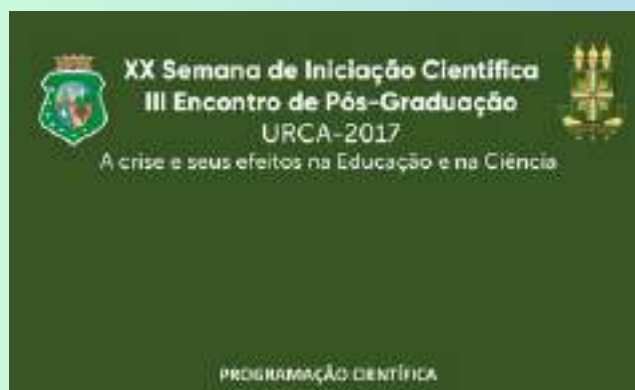 XX Semana de Iniciação Científica
III Encontro de Pós-Graduação
URCA-2017
A crise e seus efeitos na Educação e na Ciência
PROGRAMAÇÃO CIENTÍFICA